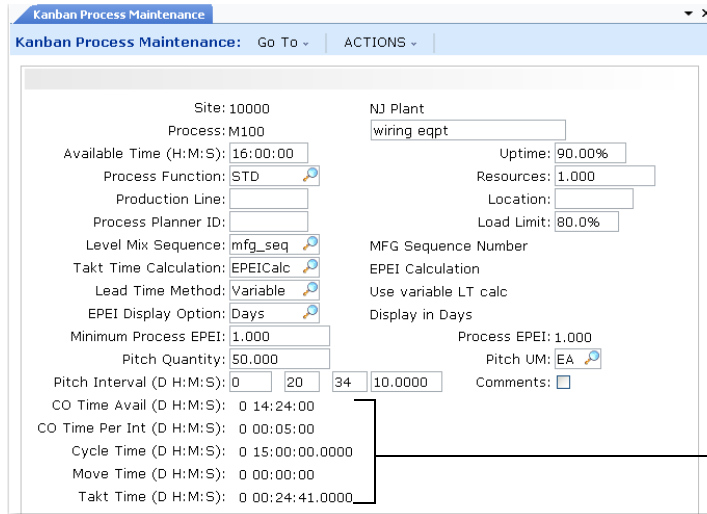 Kanban Process Maintenance
Kanban Process Maintenance: Go To ACTIONS
Site: 10000 NJ Plant
Process: M100 wiring eqpt
Available Time (H:M:S): 16:00:00 Uptime: 90.00%
Process Function: STD Resources: 1.000
Production Line: Location:
Process Planner ID: Load Limit: 80.0%
Level Mix Sequence: mfg_seq MFG Sequence Number
Takt Time Calculation: EPEICalc EPEI Calculation
Lead Time Method: Variable Use variable LT calc
EPEI Display Option: Days Display in Days
Minimum Process EPEI: 1.000 Process EPEI: 1.000
Pitch Quantity: 50.000 Pitch UM: EA
Pitch Interval (D H:M:S): 0 20 34 10.0000 Comments:
CO Time Avail (D H:M:S): 0 14:24:00
CO Time Per Int (D H:M:S): 0 00:05:00
Cycle Time (D H:M:S): 0 15:00:00.0000
Move Time (D H:M:S): 0 00:00:00
Takt Time (D H:M:S): 0 00:24:41.0000